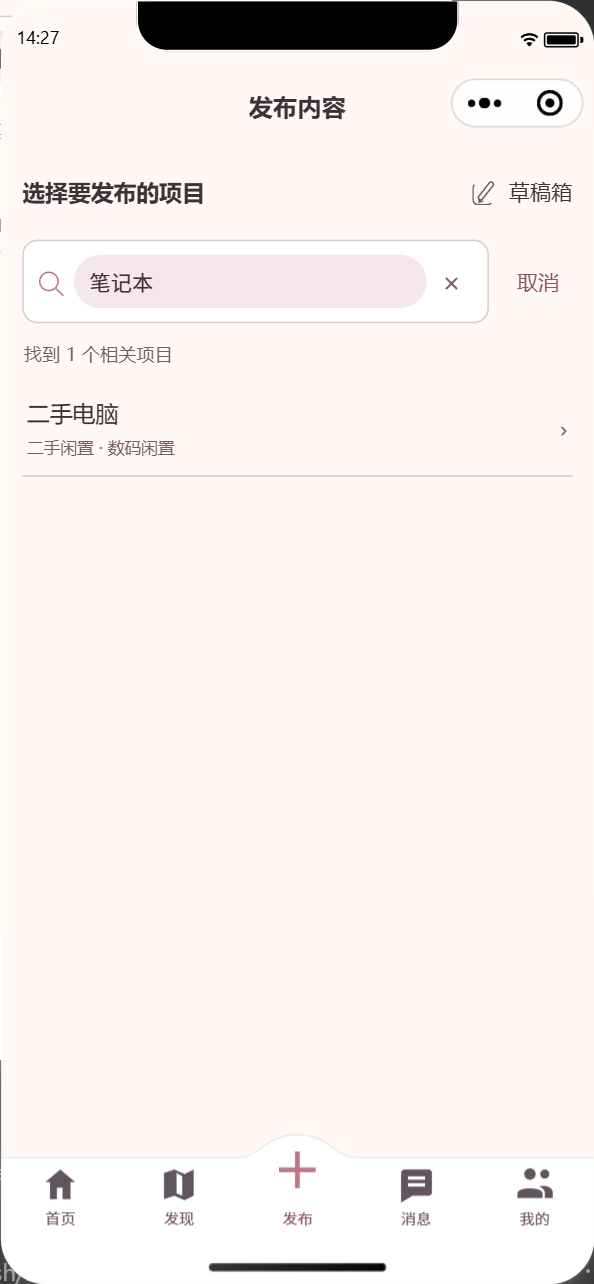 14:27
发布内容
选择要发布的项目
草稿箱
笔记本
取消
找到 1 个相关项目
二手电脑
二手闲置 · 数码闲置
首页
发现
发布
消息
我的